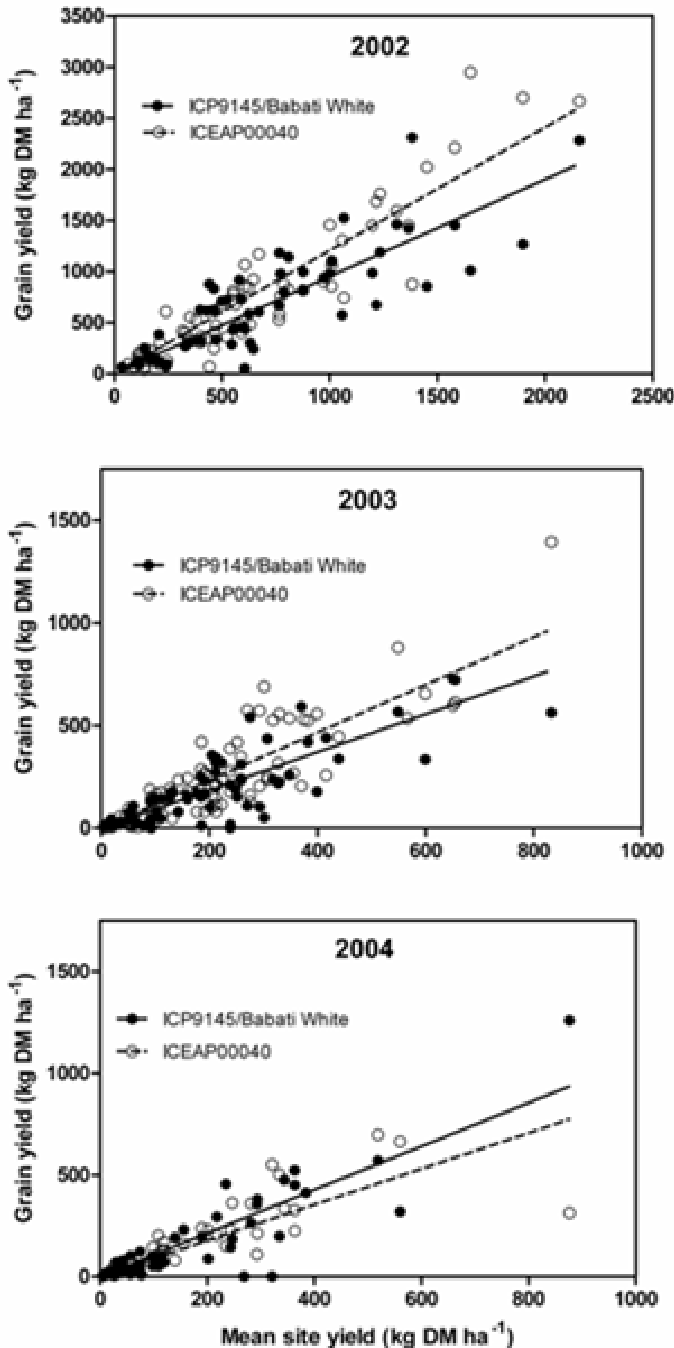 2002
Grain yield (kg DM ha⁻¹)
3500
3000
2500
2000
1500
1000
500
0
ICP9145/Babati White
ICEAP00040
0 500 1000 1500 2000 2500
2003
Grain yield (kg DM ha⁻¹)
1500
1000
500
0
ICP9145/Babati White
ICEAP00040
0 200 400 600 800 1000
2004
Grain yield (kg DM ha⁻¹)
1500
1000
500
0
ICP9145/Babati White
ICEAP00040
0 200 400 600 800 1000
Mean site yield (kg DM ha⁻¹)